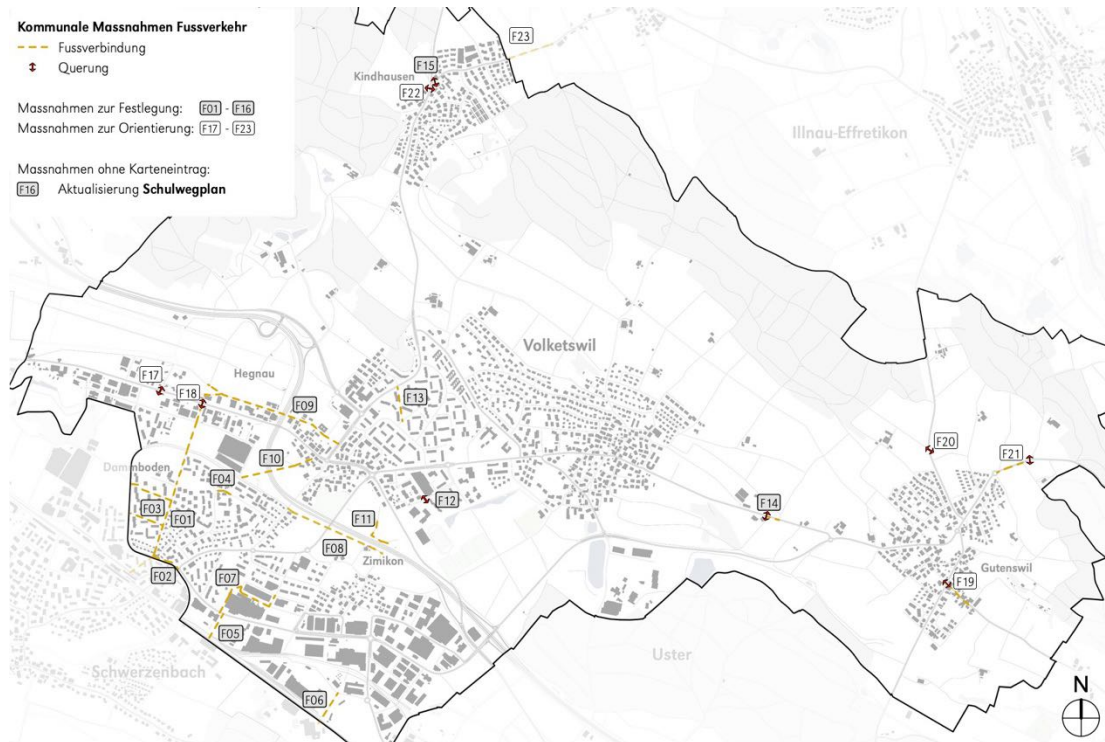 Kommunale Massnahmen Fussverkehr
Fussverbindung
Querung
Massnahmen zur Festlegung: F01 - F16
Massnahmen zur Orientierung: F17 - F23
Massnahmen ohne Karteneintrag:
F16 Aktualisierung Schulwegplan
F23
F15
Kindhausen
F22
Illnau-Effretikon
Volketswil
Hegnau
F17
F18
F13
F09
F20
F21
F10
Dammboden
F04
F12
F14
F03
F01
F11
F08
Zimikon
F02
F07
Gutenswil
F19
F05
Schwerzenbach
Uster
F06
N